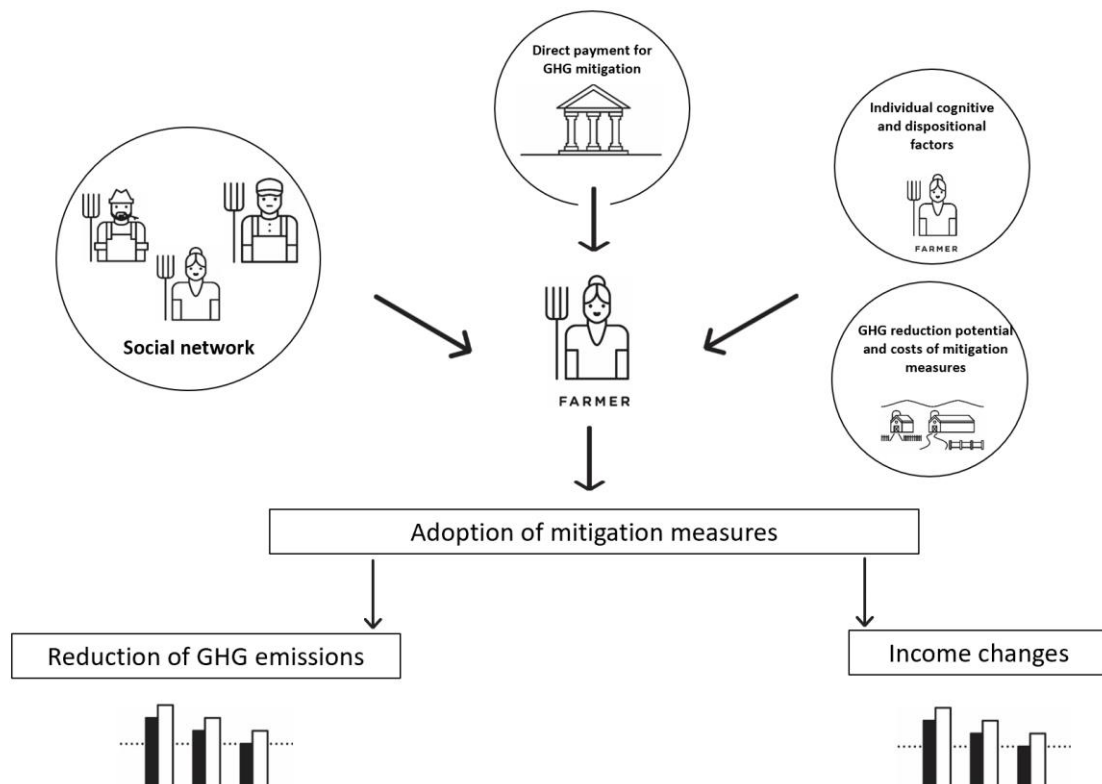 Direct payment for
GHG mitigation
Individual cognitive
and dispositional
factors
FARMER
Social network
GHG reduction potential
and costs of mitigation
measures
FARMER
Adoption of mitigation measures
Reduction of GHG emissions
Income changes